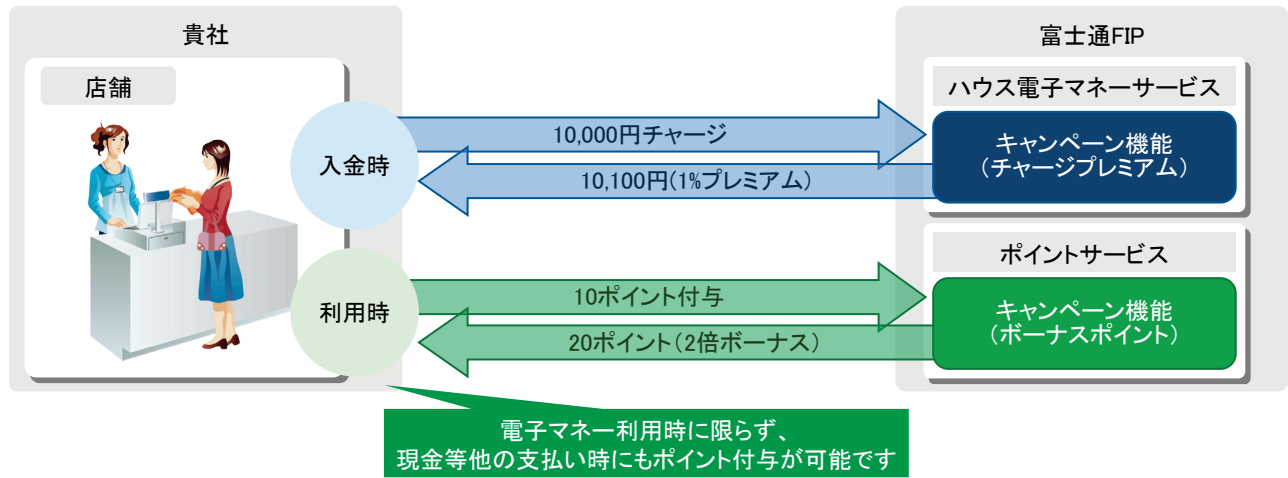 貴社
店舗
入金時
利用時
10,000円チャージ
10,100円(1%プレミアム)
10ポイント付与
20ポイント(2倍ボーナス)
富士通FIP
ハウス電子マネーサービス
キャンペーン機能
(チャージプレミアム)
ポイントサービス
キャンペーン機能
(ボーナスポイント)
電子マネー利用時に限らず、
現金等他の支払い時にもポイント付与が可能です